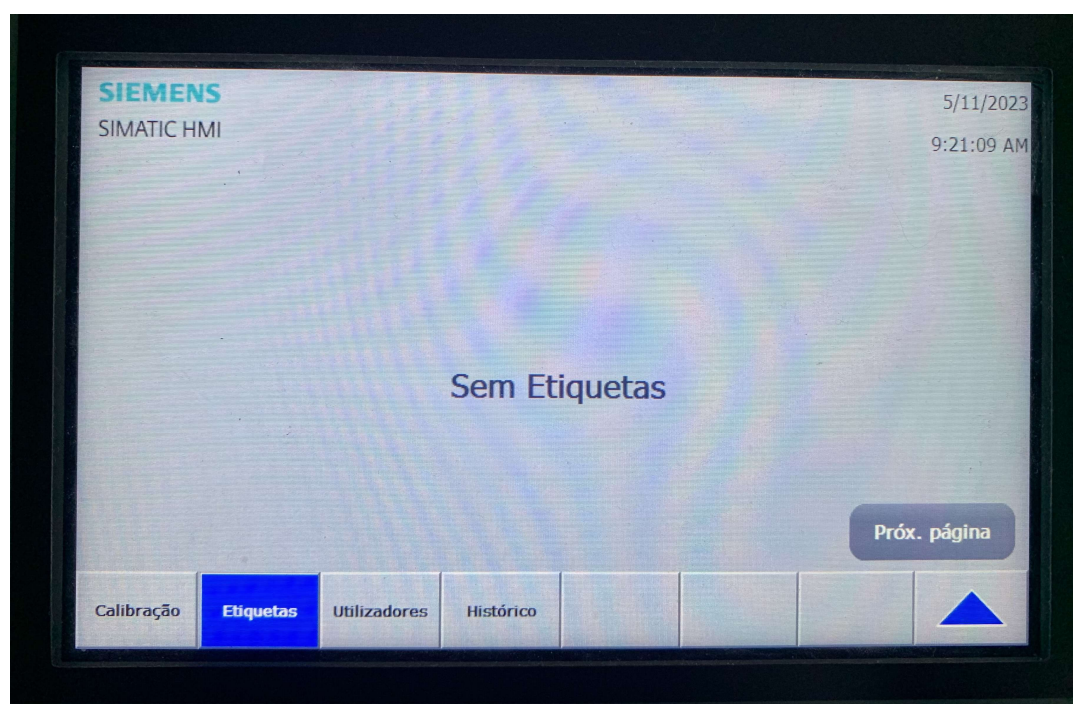 SIEMENS
SIMATIC HMI
5/11/2023
9:21:09 AM
Sem Etiquetas
Próx. página
Calibração
Etiquetas
Utilizadores
Histórico